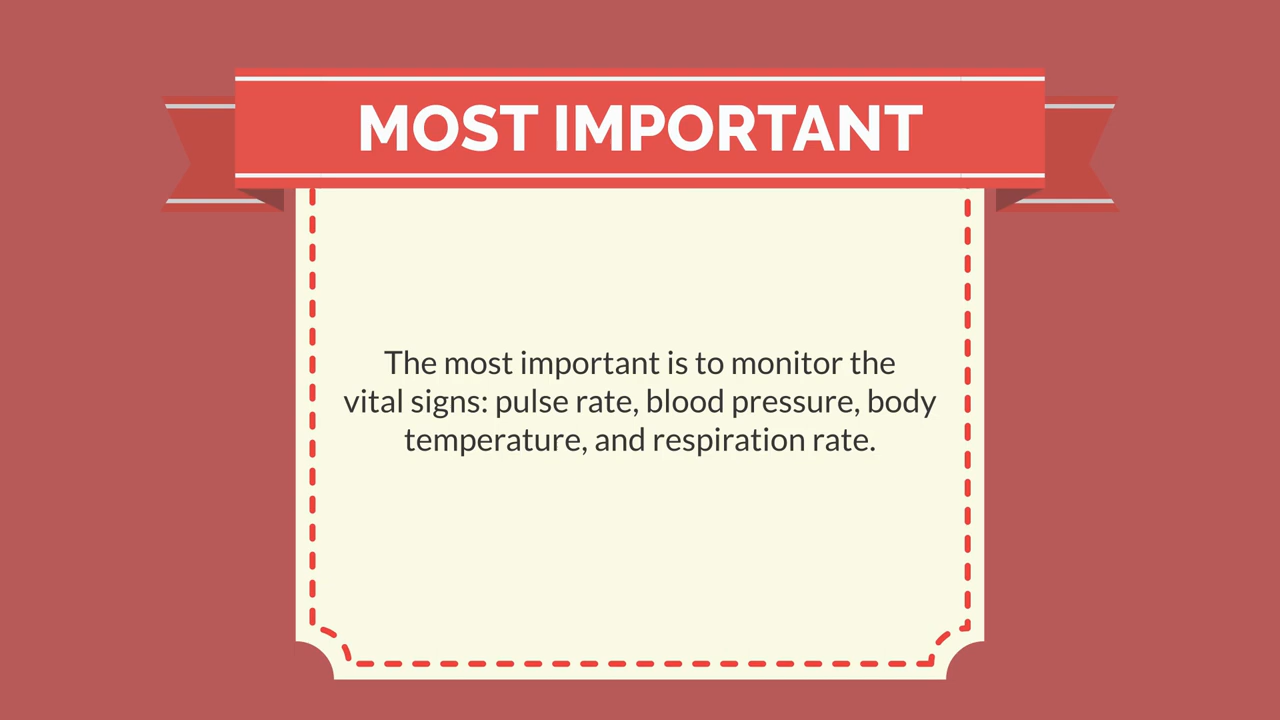 MOST IMPORTANT
The most important is to monitor the
vital signs: pulse rate, blood pressure, body
temperature, and respiration rate.